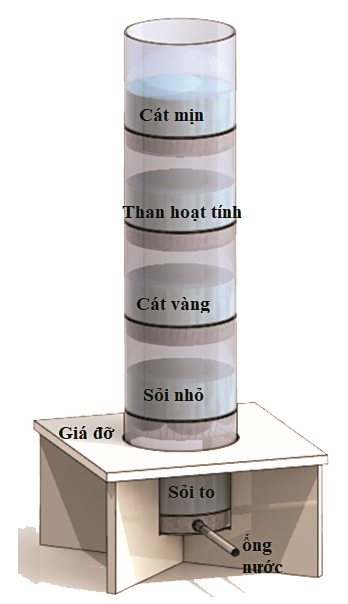 Cát mịn
Than hoạt tính
Cát vàng
Sỏi nhỏ
Giá đỡ
Sỏi to
ống
nước